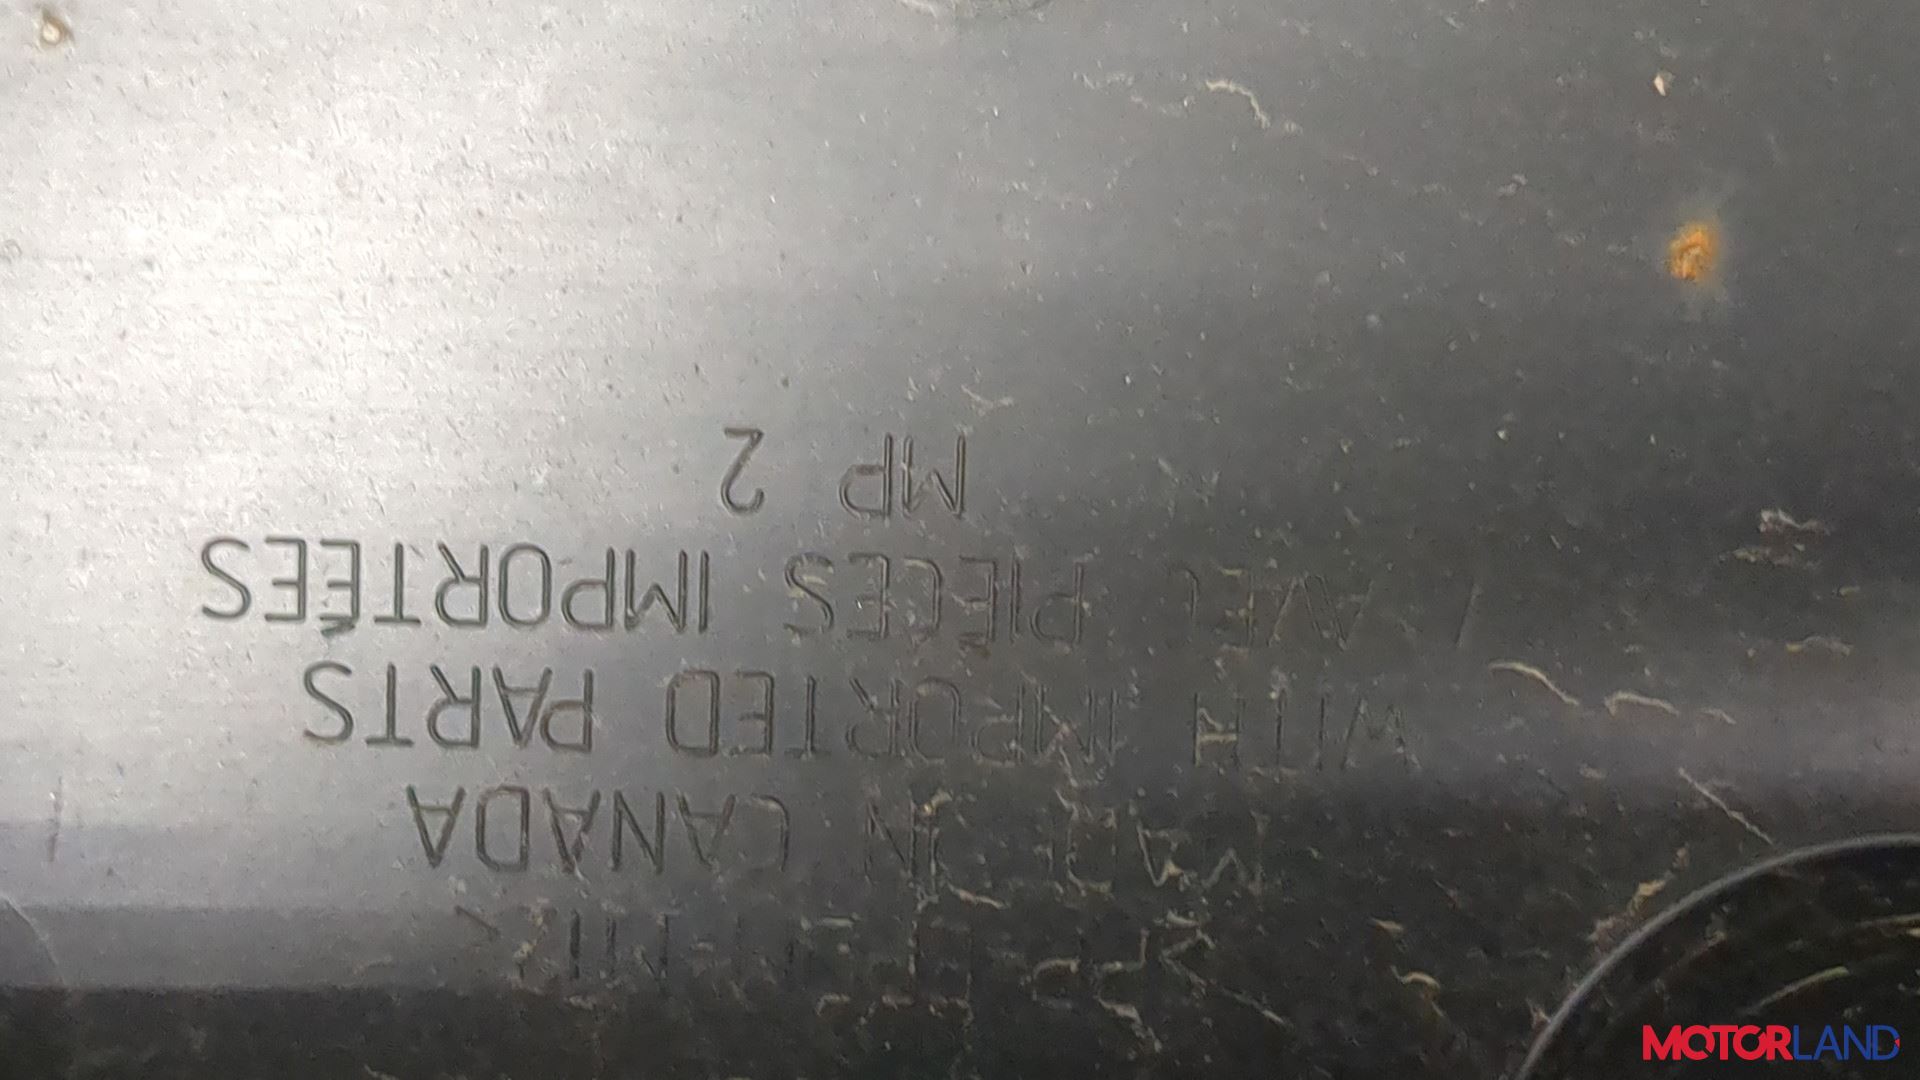 MADE IN CANADA
WITH IMPORTED PARTS
/ AVEC PIÈCES IMPORTÉES
MP 2
MOTORLAND